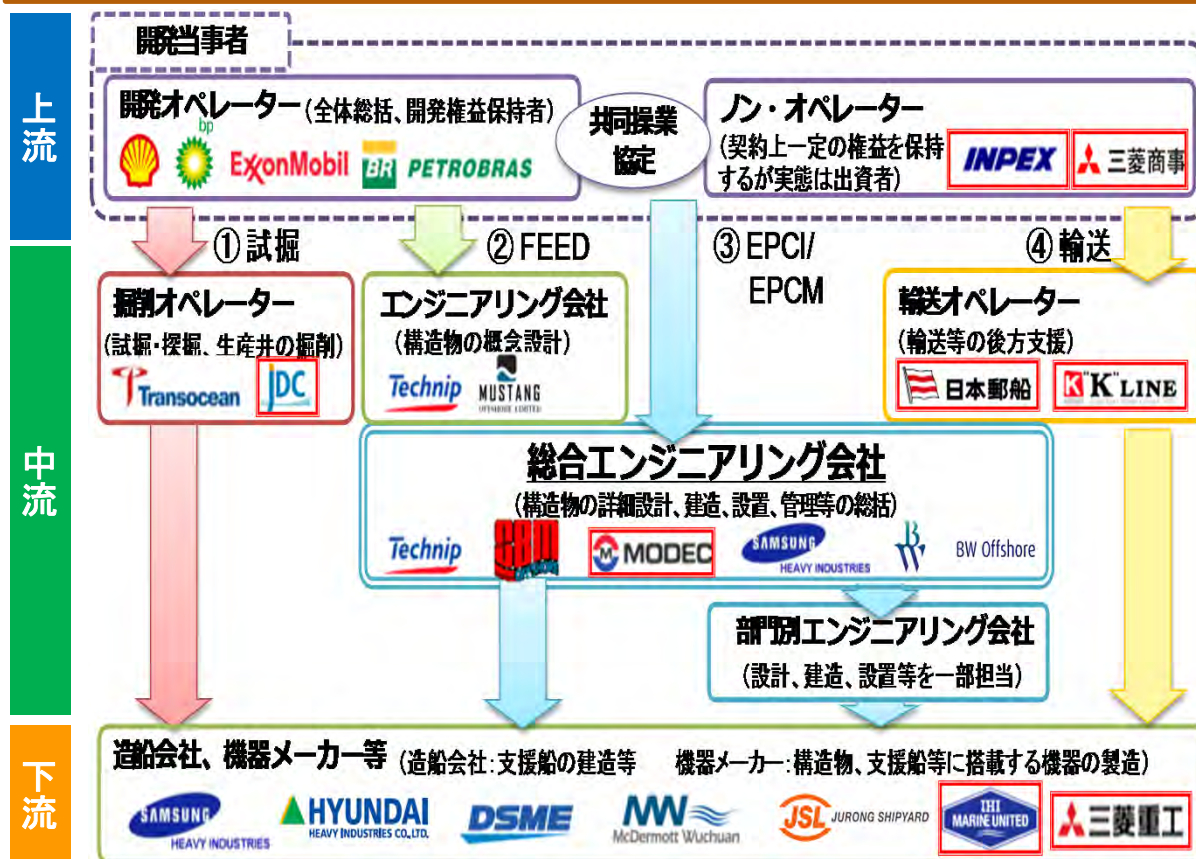 上流
開発当事者
開発オペレーター(全体総括、開発権益保持者)
bp
ExxonMobil
BR PETROBRAS
共同操業
協定
ノン・オペレーター
(契約上一定の権益を保持
するが実態は出資者)
INPEX
三菱商事
① 試掘
② FEED
③ EPCI/
EPCM
④ 輸送
中流
掘削オペレーター
(試掘・探掘、生産井の掘削)
Transocean
JDC
エンジニアリング会社
(構造物の概念設計)
Technip
MUSTANG
OFFSHORE LIMITED
輸送オペレーター
(輸送等の後方支援)
日本郵船
K "K" LINE
総合エンジニアリング会社
(構造物の詳細設計、建造、設置、管理等の総括)
Technip
SBM
OFFSHORE
M MODEC
SAMSUNG
HEAVY INDUSTRIES
BW
BW Offshore
部門別エンジニアリング会社
(設計、建造、設置等を一部担当)
下流
造船会社、機器メーカー等 (造船会社:支援船の建造等 機器メーカー:構造物、支援船等に搭載する機器の製造)
SAMSUNG
HEAVY INDUSTRIES
HYUNDAI
HEAVY INDUSTRIES CO.,LTD.
DSME
MW
McDermott Wuchuan
JSL JURONG SHIPYARD
IHI
MARINE UNITED
三菱重工